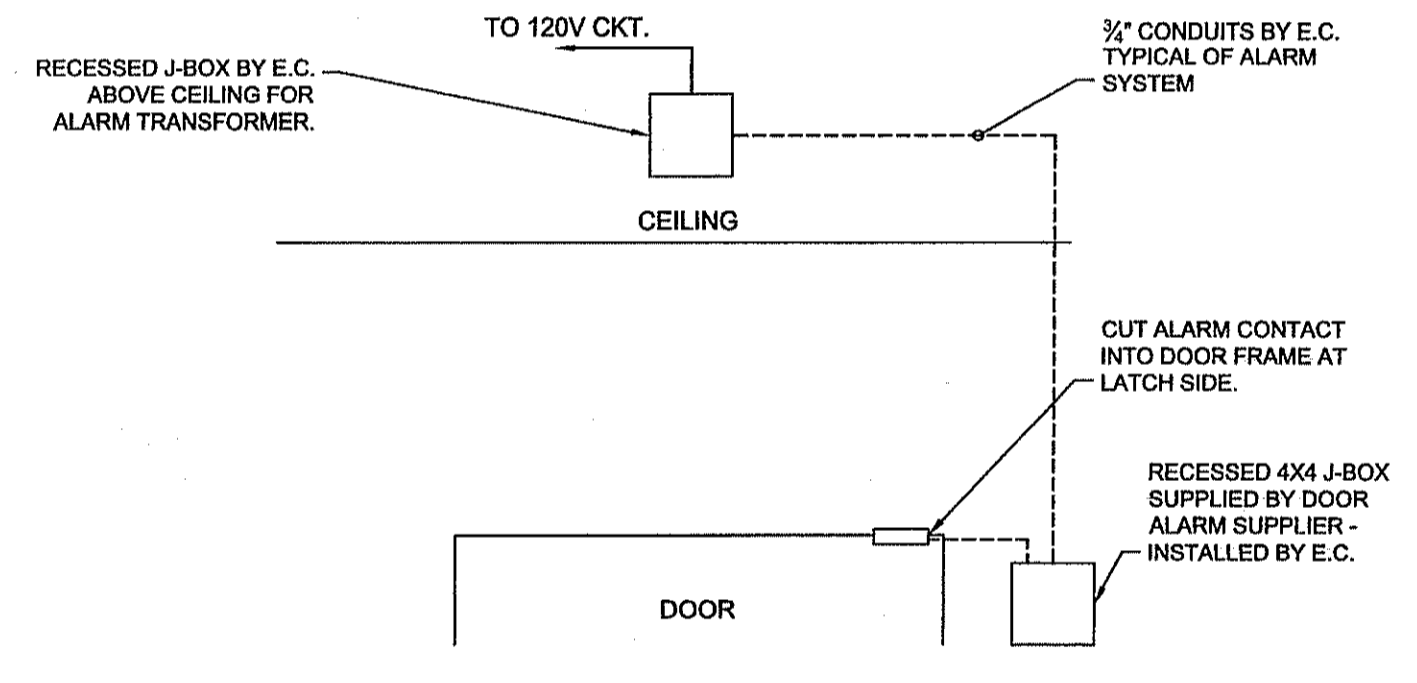 TO 120V CKT.
RECESSED J-BOX BY E.C.
ABOVE CEILING FOR
ALARM TRANSFORMER.
¾" CONDUITS BY E.C.
TYPICAL OF ALARM
SYSTEM
CEILING
CUT ALARM CONTACT
INTO DOOR FRAME AT
LATCH SIDE.
RECESSED 4X4 J-BOX
SUPPLIED BY DOOR
ALARM SUPPLIER -
INSTALLED BY E.C.
DOOR